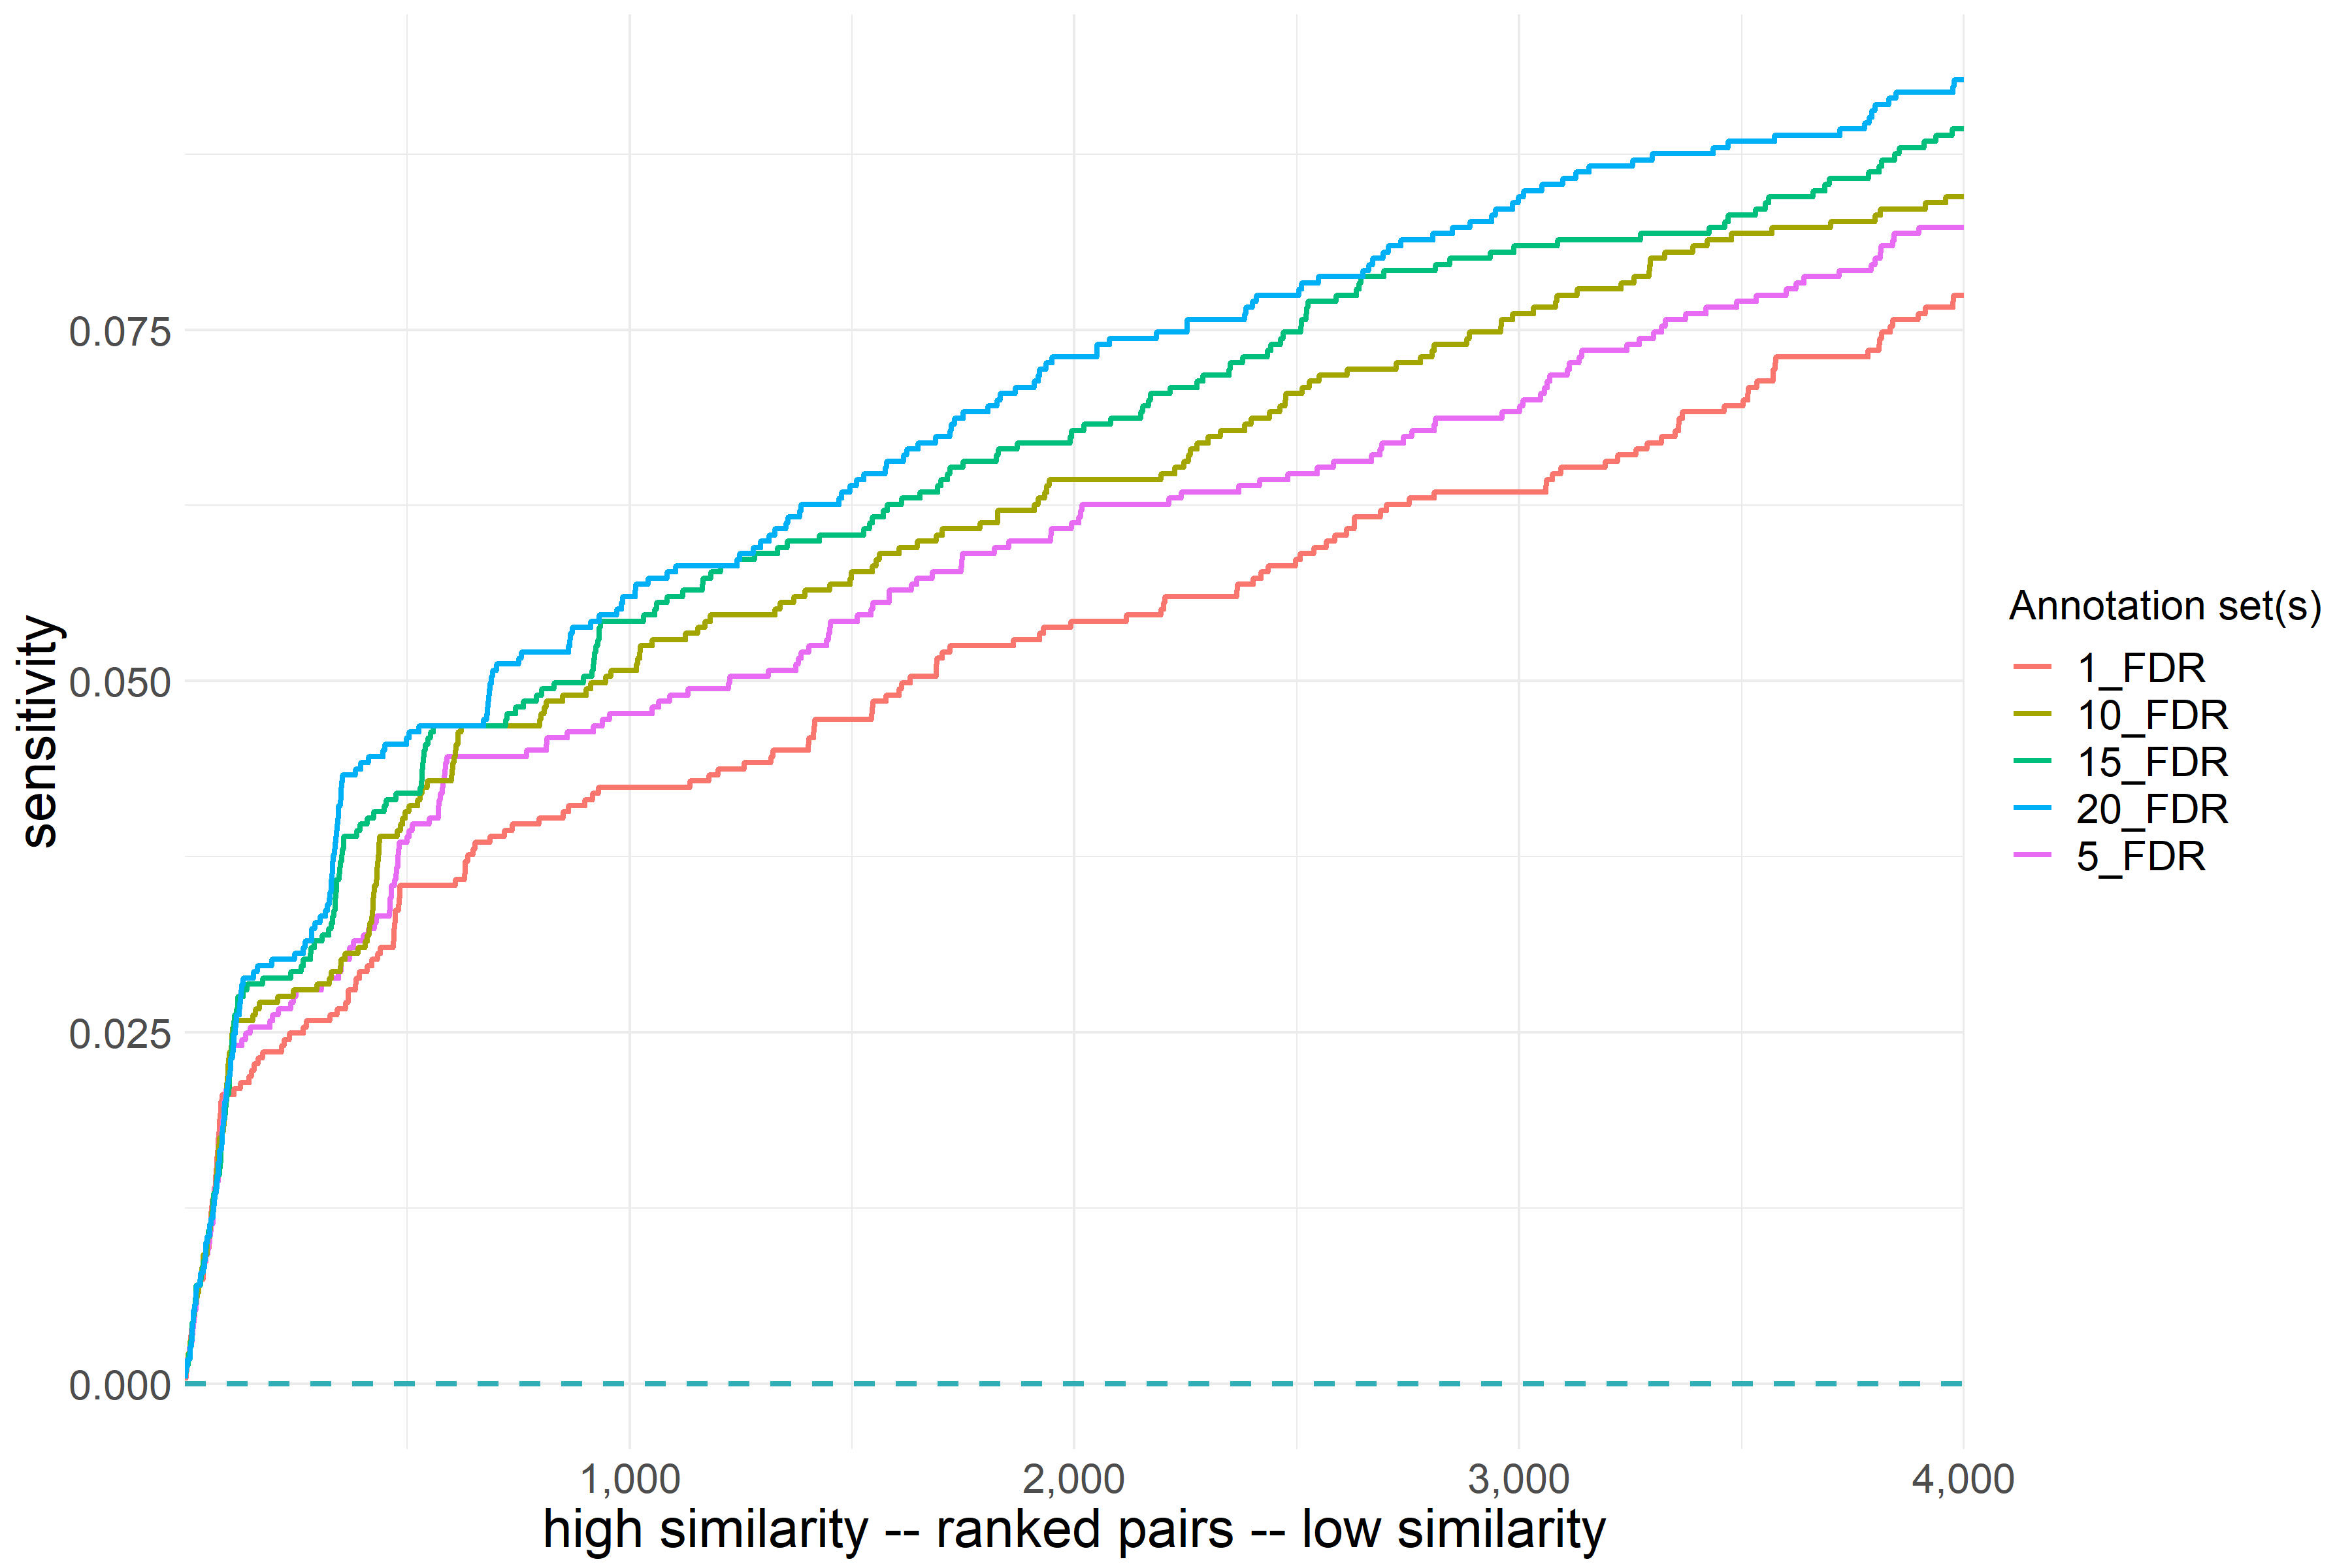 sensitivity
0.075
0.050
0.025
0.000
1,000
2,000
3,000
4,000
high similarity -- ranked pairs -- low similarity
Annotation set(s)
1_FDR
10_FDR
15_FDR
20_FDR
5_FDR